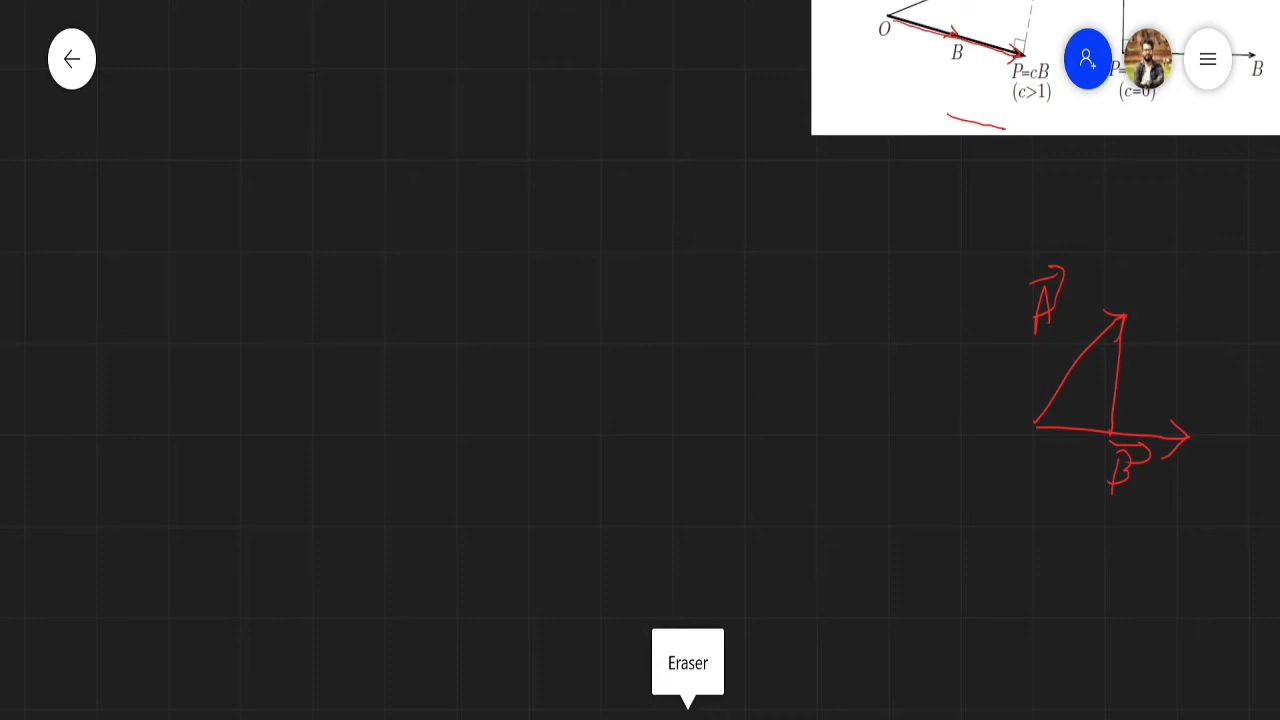 O
B
P=cB
(c>1)
P=
(c=0)
B
A
B
Eraser